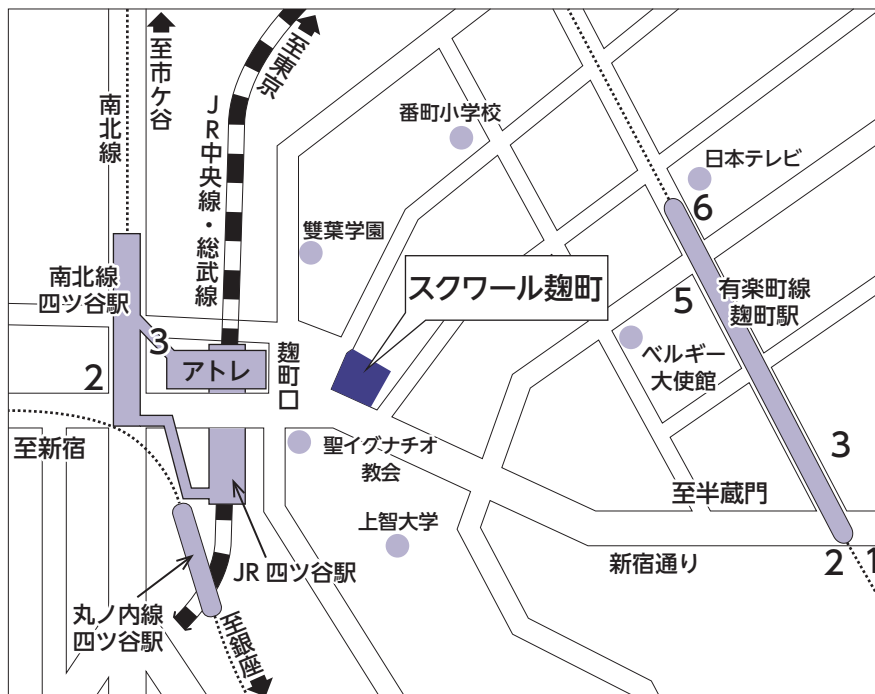 至市ケ谷
至東京
南北線
JR中央線・総武線
番町小学校
日本テレビ
6
雙葉学園
スクワール麹町
南北線
四ツ谷駅
3
2
アトレ
麹町口
5
有楽町線
麹町駅
ベルギー
大使館
至新宿
聖イグナチオ
教会
3
至半蔵門
上智大学
新宿通り
2
1
JR 四ツ谷駅
丸ノ内線
四ツ谷駅
至銀座